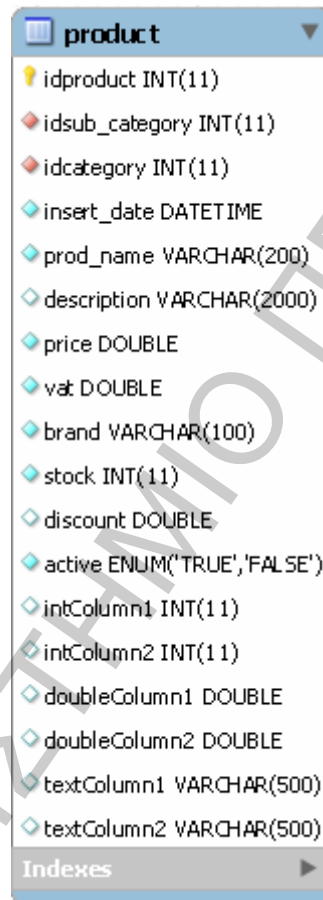 product
idproduct INT(11)
idsub_category INT(11)
idcategory INT(11)
insert_date DATETIME
prod_name VARCHAR(200)
description VARCHAR(2000)
price DOUBLE
vat DOUBLE
brand VARCHAR(100)
stock INT(11)
discount DOUBLE
active ENUM('TRUE','FALSE')
intColumn1 INT(11)
intColumn2 INT(11)
doubleColumn1 DOUBLE
doubleColumn2 DOUBLE
textColumn1 VARCHAR(500)
textColumn2 VARCHAR(500)
Indexes